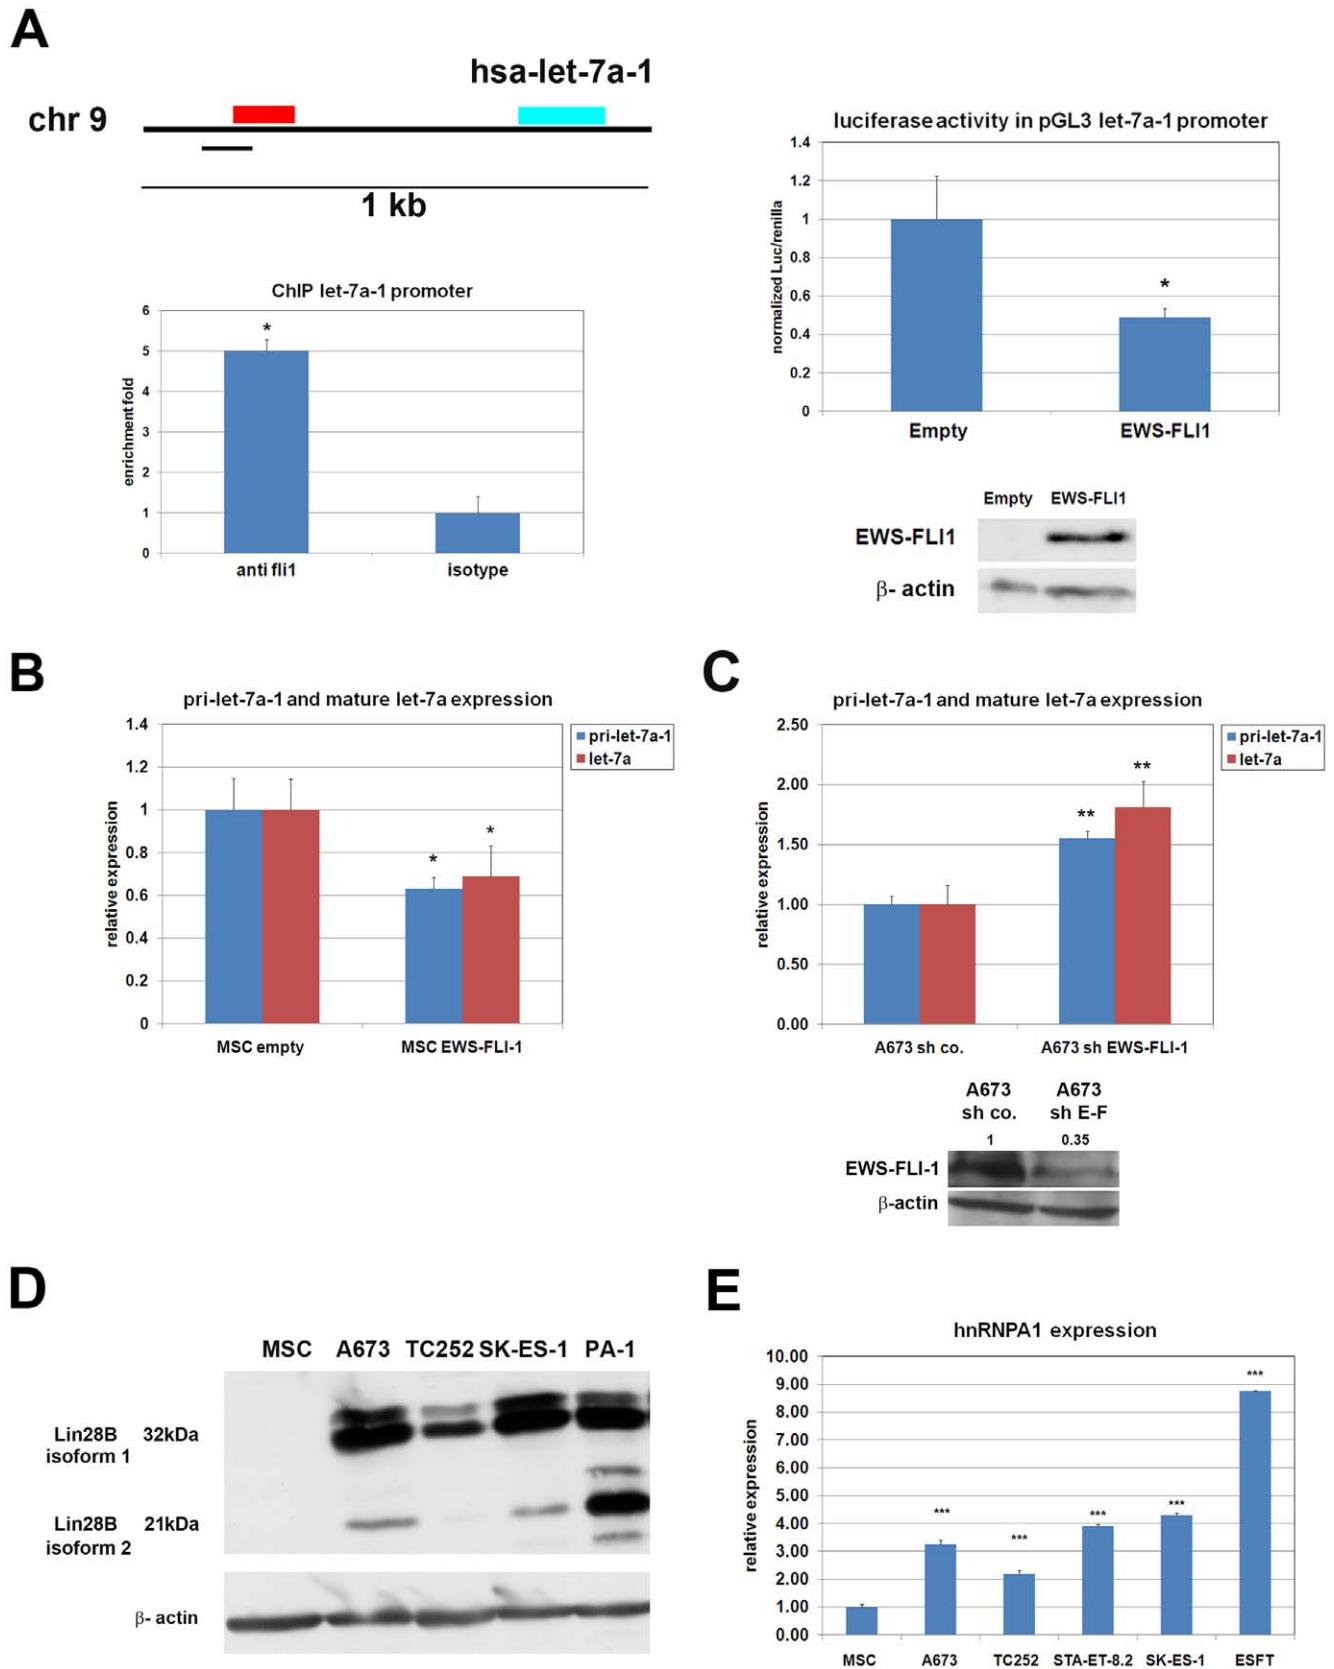 A
hsa-let-7a-1
chr 9
1 kb
ChIP let-7a-1 promoter
enrichment fold
6
5
4
3
2
1
0
*
anti fli1
isotype
luciferase activity in pGL3 let-7a-1 promoter
normalized Luc/renilla
1.4
1.2
1
0.8
0.6
0.4
0.2
0
*
Empty
EWS-FLI1
Empty EWS-FLI1
EWS-FLI1
β- actin
B
pri-let-7a-1 and mature let-7a expression
relative expression
1.4
1.2
1
0.8
0.6
0.4
0.2
0
*
*
pri-let-7a-1
let-7a
MSC empty
MSC EWS-FLI-1
C
pri-let-7a-1 and mature let-7a expression
relative expression
2.50
2.00
1.50
1.00
0.50
0.00
**
**
pri-let-7a-1
let-7a
A673 sh co.
A673 sh EWS-FLI-1
A673 A673
sh co. sh E-F
1 0.35
EWS-FLI-1
β-actin
D
MSC A673 TC252 SK-ES-1 PA-1
Lin28B 32kDa
isoform 1
Lin28B 21kDa
isoform 2
β- actin
E
hnRNPA1 expression
relative expression
10.00
9.00
8.00
7.00
6.00
5.00
4.00
3.00
2.00
1.00
0.00
***
***
***
***
***
MSC A673 TC252 STA-ET-8.2 SK-ES-1 ESFT